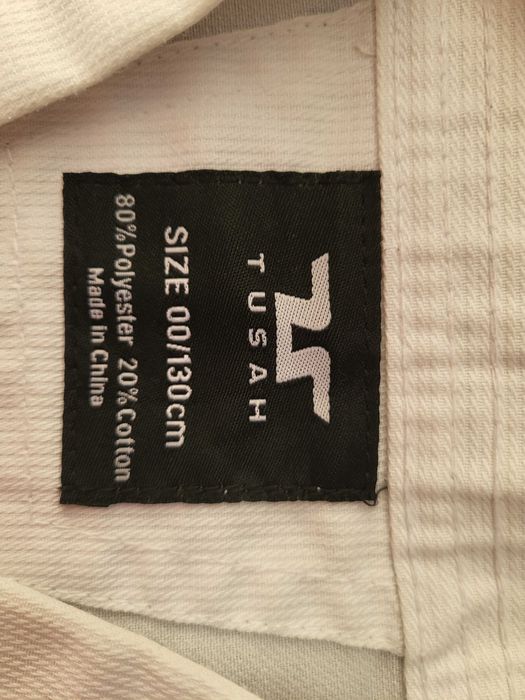 TUSAH
SIZE 00/130cm
80%Polyester 20%Cotton
Made in China